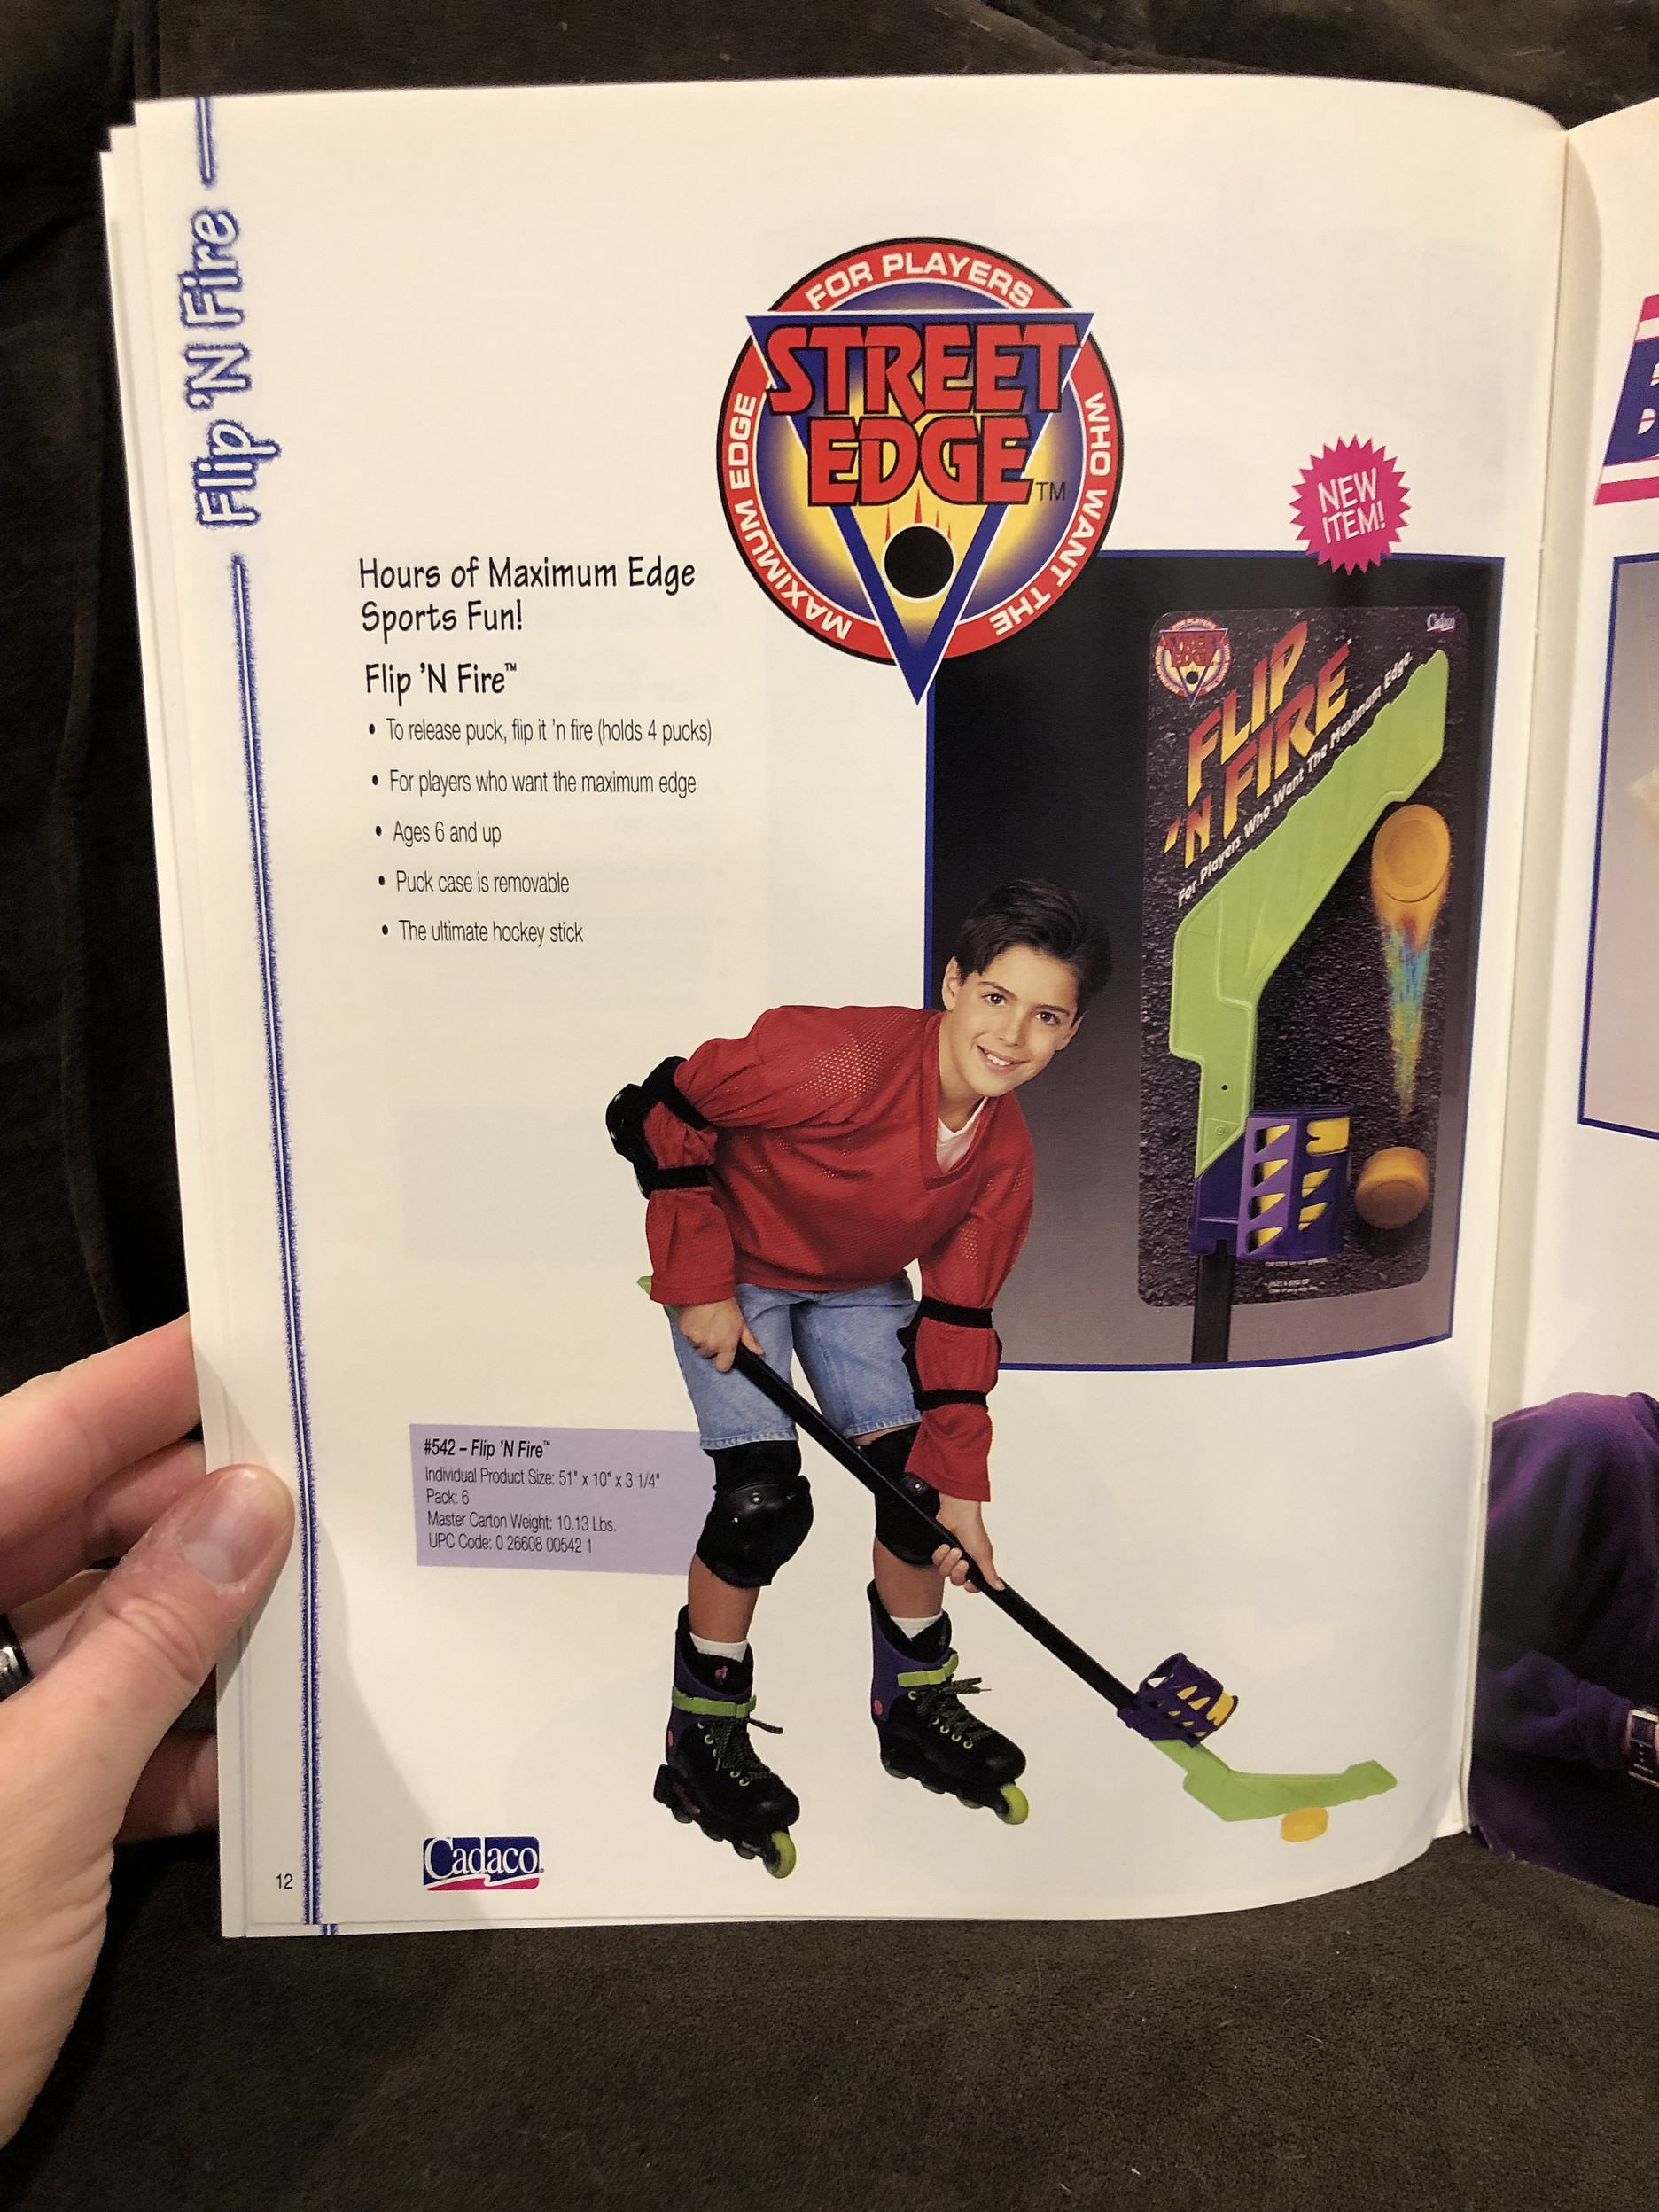 Flip 'N Fire
FOR PLAYERS WHO WANT THE MAXIMUM EDGE
STREET
EDGE™
NEW
ITEM!
Hours of Maximum Edge
Sports Fun!
Flip 'N Fire™
• To release puck, flip it 'n fire (holds 4 pucks)
• For players who want the maximum edge
• Ages 6 and up
• Puck case is removable
• The ultimate hockey stick
FOR PLAYERS
STREET
EDGE
Cadaco
FLIP
'N FIRE
For Players Who Want The Maximum Edge.
#542 – Flip 'N Fire™
Individual Product Size: 51" x 10" x 3 1/4"
Pack: 6
Master Carton Weight: 10.13 Lbs.
UPC Code: 0 26608 00542 1
Cadaco
12